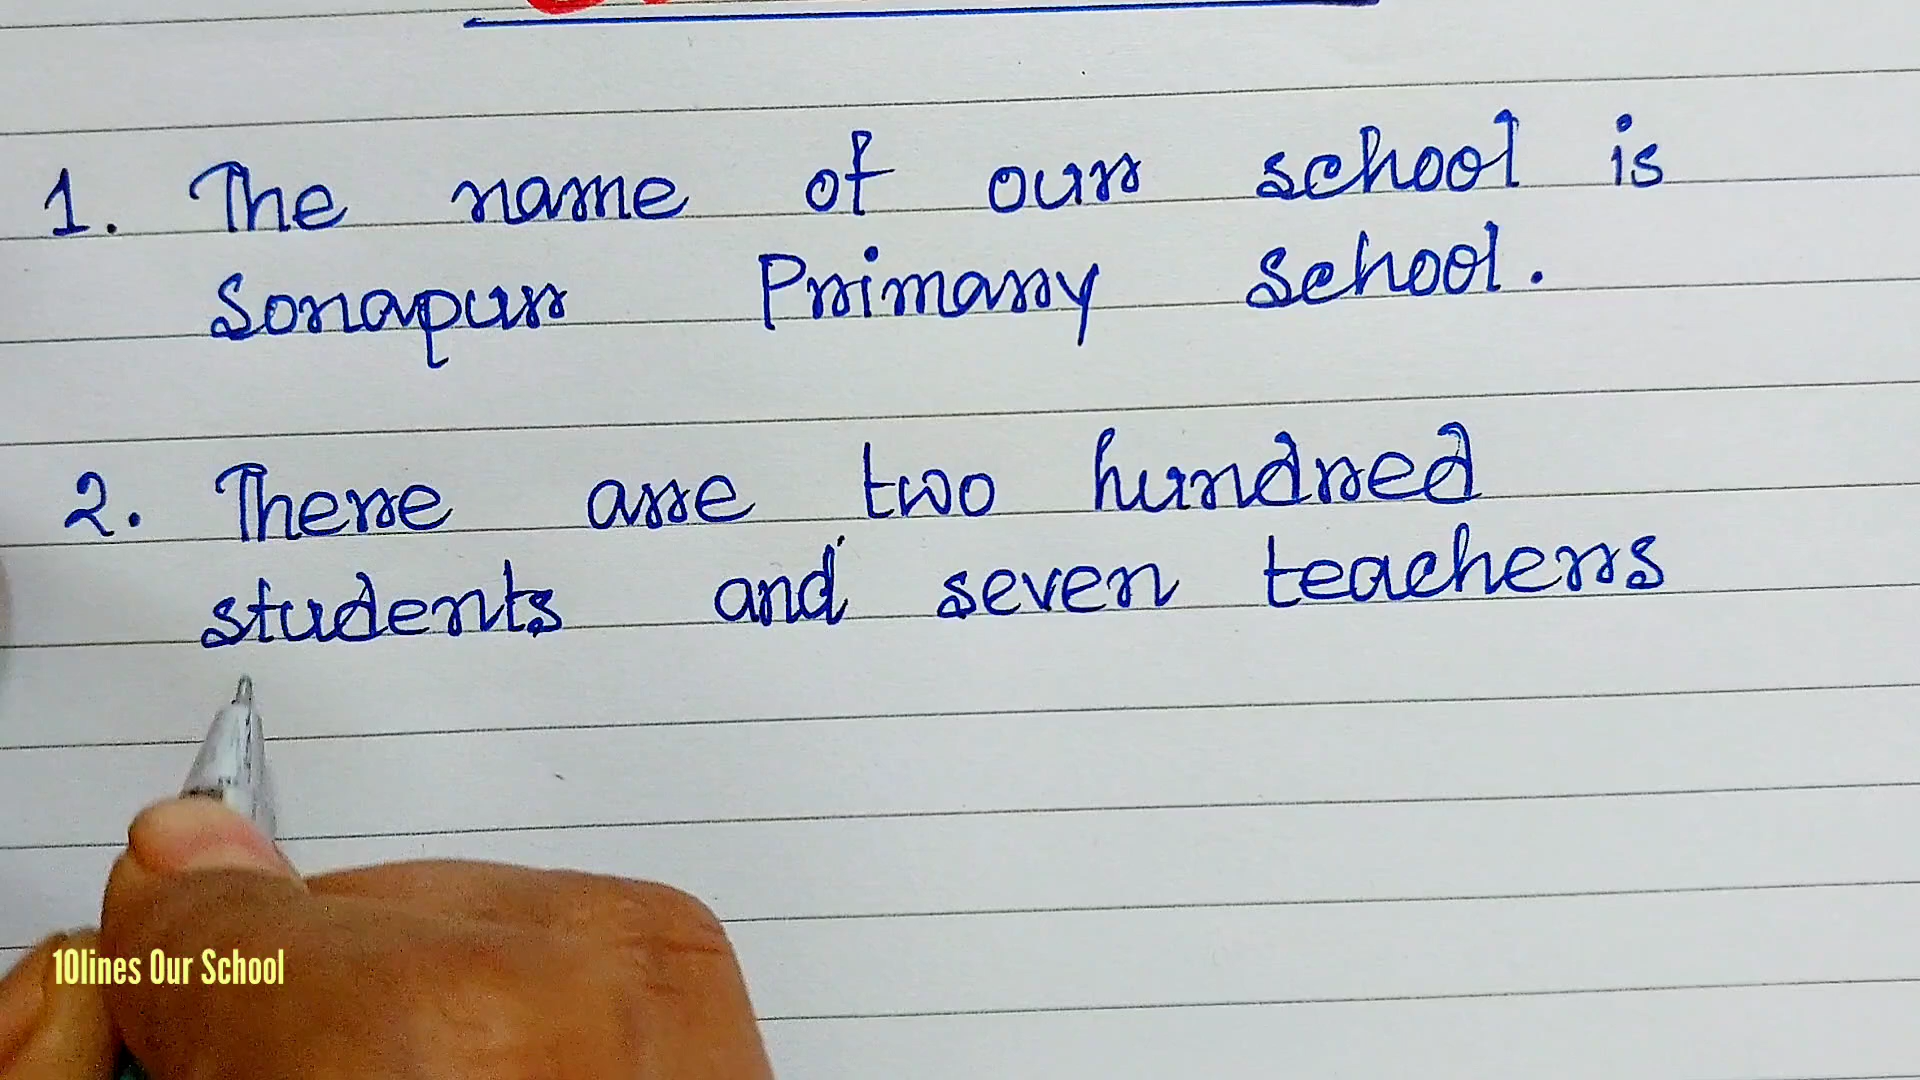 1. The name of our school is
Sonapur Primary School.
2. There are two hundred
students and seven teachers
10lines Our School